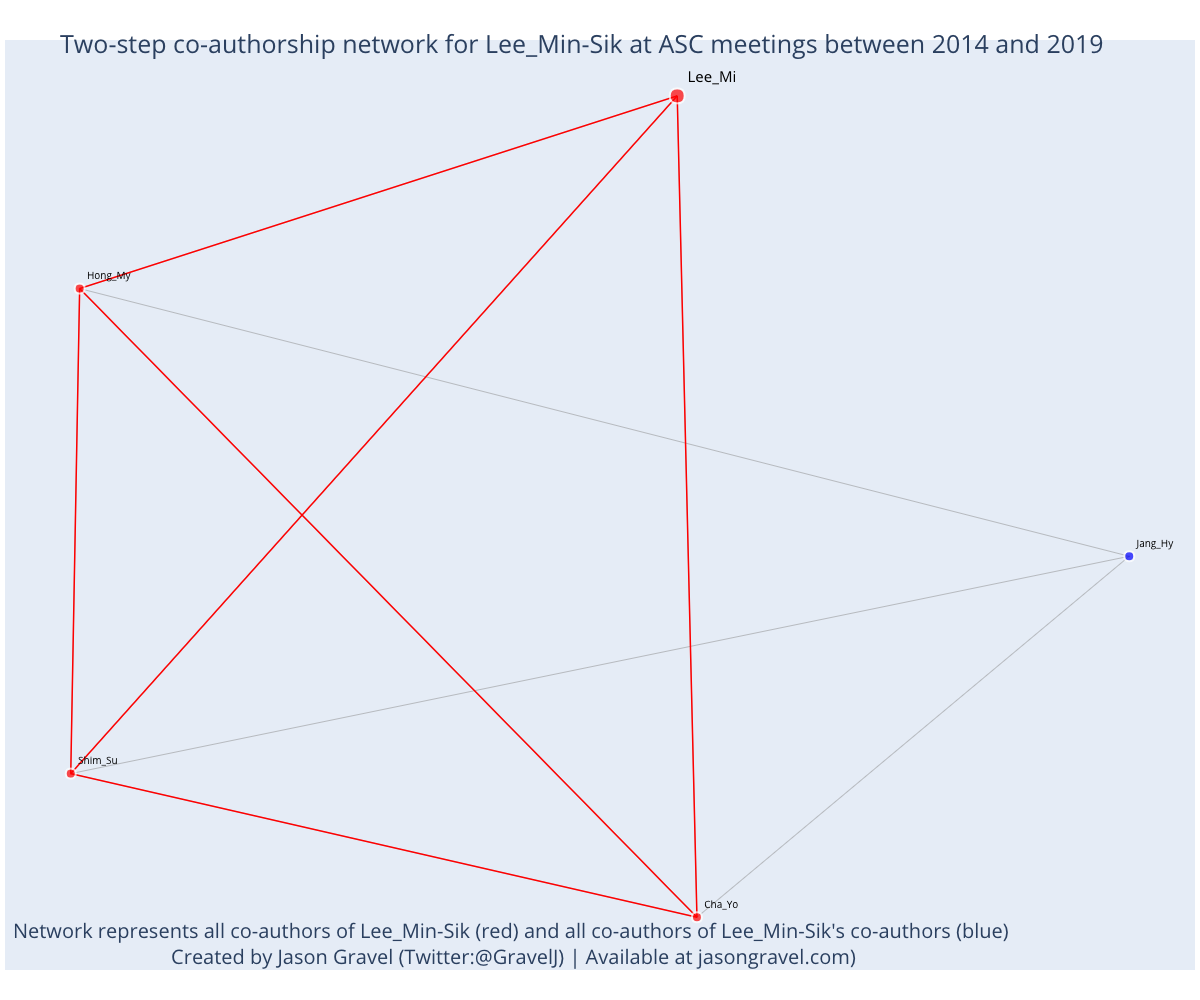 Two-step co-authorship network for Lee_Min-Sik at ASC meetings between 2014 and 2019
Lee_Mi
Hong_My
Jang_Hy
Shim_Su
Cha_Yo
Network represents all co-authors of Lee_Min-Sik (red) and all co-authors of Lee_Min-Sik's co-authors (blue)
Created by Jason Gravel (Twitter:@GravelJ) | Available at jasongravel.com)